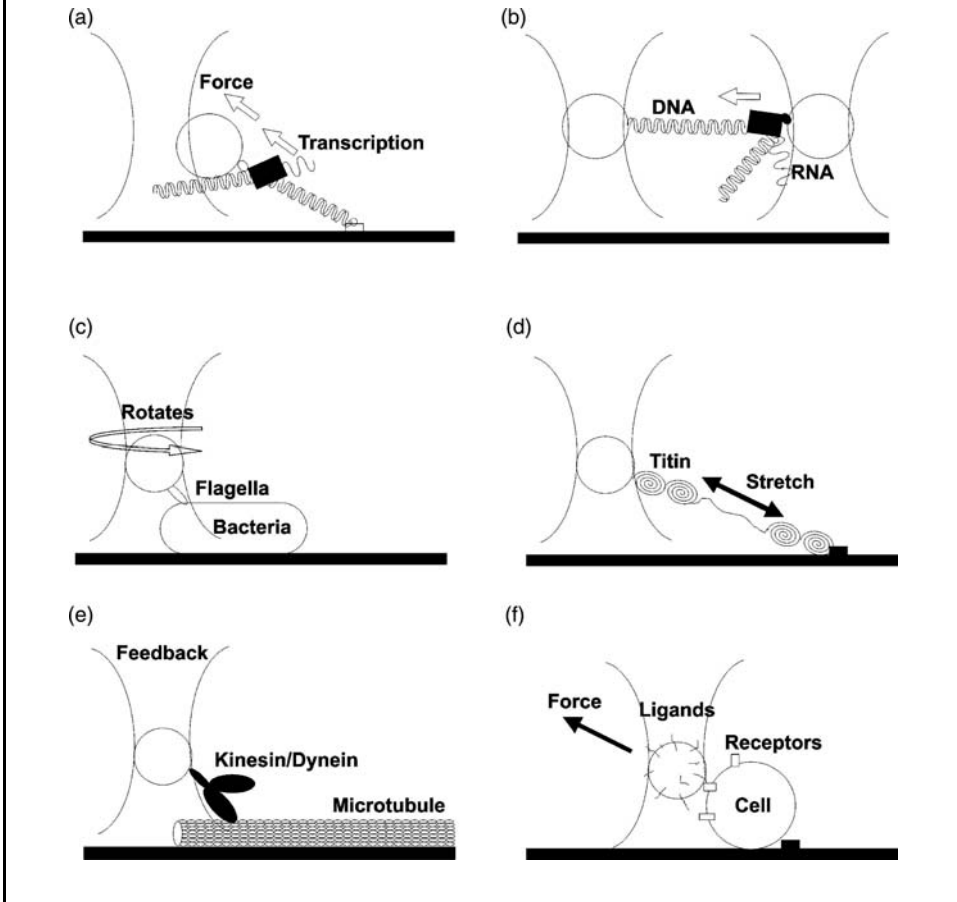 (a)
Force
Transcription
(b)
DNA
RNA
(c)
Rotates
Flagella
Bacteria
(d)
Titin
Stretch
(e)
Feedback
Kinesin/Dynein
Microtubule
(f)
Force
Ligands
Receptors
Cell